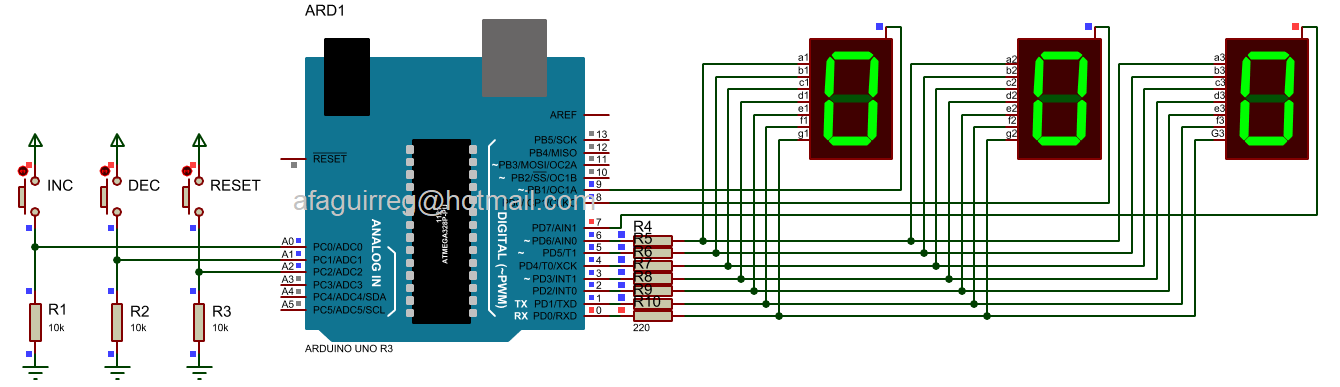 ARD1
INC
DEC
RESET
R1
10k
R2
10k
R3
10k
RESET
A0
A1
A2
A3
A4
A5
PC0/ADC0
PC1/ADC1
PC2/ADC2
PC3/ADC3
PC4/ADC4/SDA
PC5/ADC5/SCL
ANALOG IN
ARDUINO UNO R3
afaguirreg@hotmail.com
DIGITAL (~PWM)
AREF
PB5/SCK 13
PB4/MISO 12
~PB3/MOSI/OC2A 11
~ PB2/SS/OC1B 10
~ PB1/OC1A 9
8
PD7/AIN1 7
~ PD6/AIN0 6
~ PD5/T1 5
PD4/T0/XCK 4
~ PD3/INT1 3
PD2/INT0 2
TX PD1/TXD 1
RX PD0/RXD 0
R4
R5
R6
R7
R8
R9
R10
220
a1
b1
c1
d1
e1
f1
g1
a2
b2
c2
d2
e2
f2
g2
a3
b3
c3
d3
e3
f3
G3
0
0
0